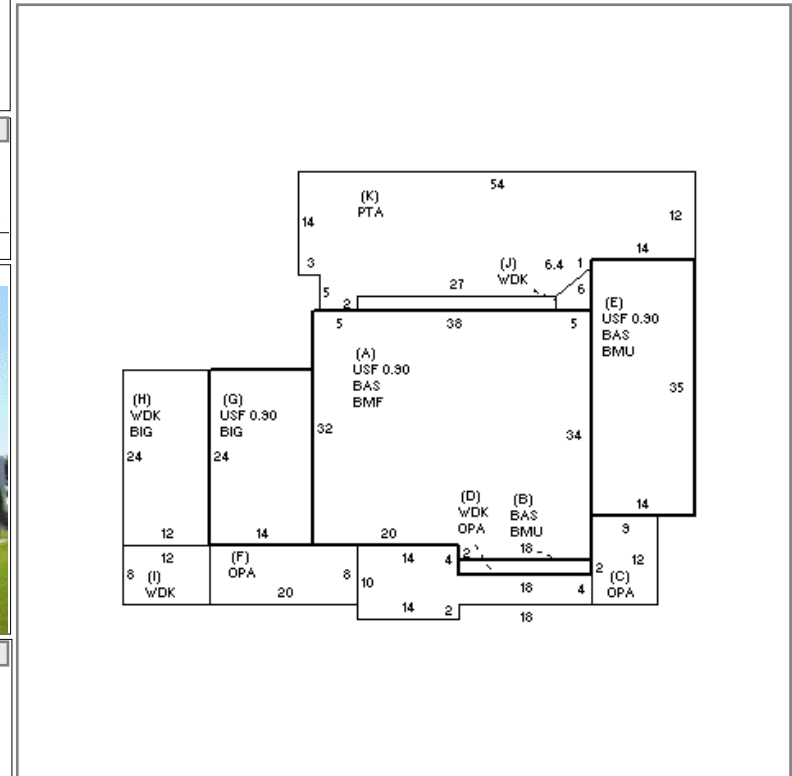 54
(K)
PTA
14
12
14
3
(J)
WDK
6.4
1
27
5
2
6
(E)
USF 0.90
BAS
BMU
5
38
5
(A)
USF 0.90
BAS
BMF
35
(H)
WDK
BIG
(G)
USF 0.90
BIG
32
34
24
24
(D)
WDK
OPA
(B)
BAS
BMU
14
12
14
20
9
18
2
12
(F)
OPA
14
4
12
8
(I)
WDK
8
10
2
(C)
OPA
20
18
4
14
2
18